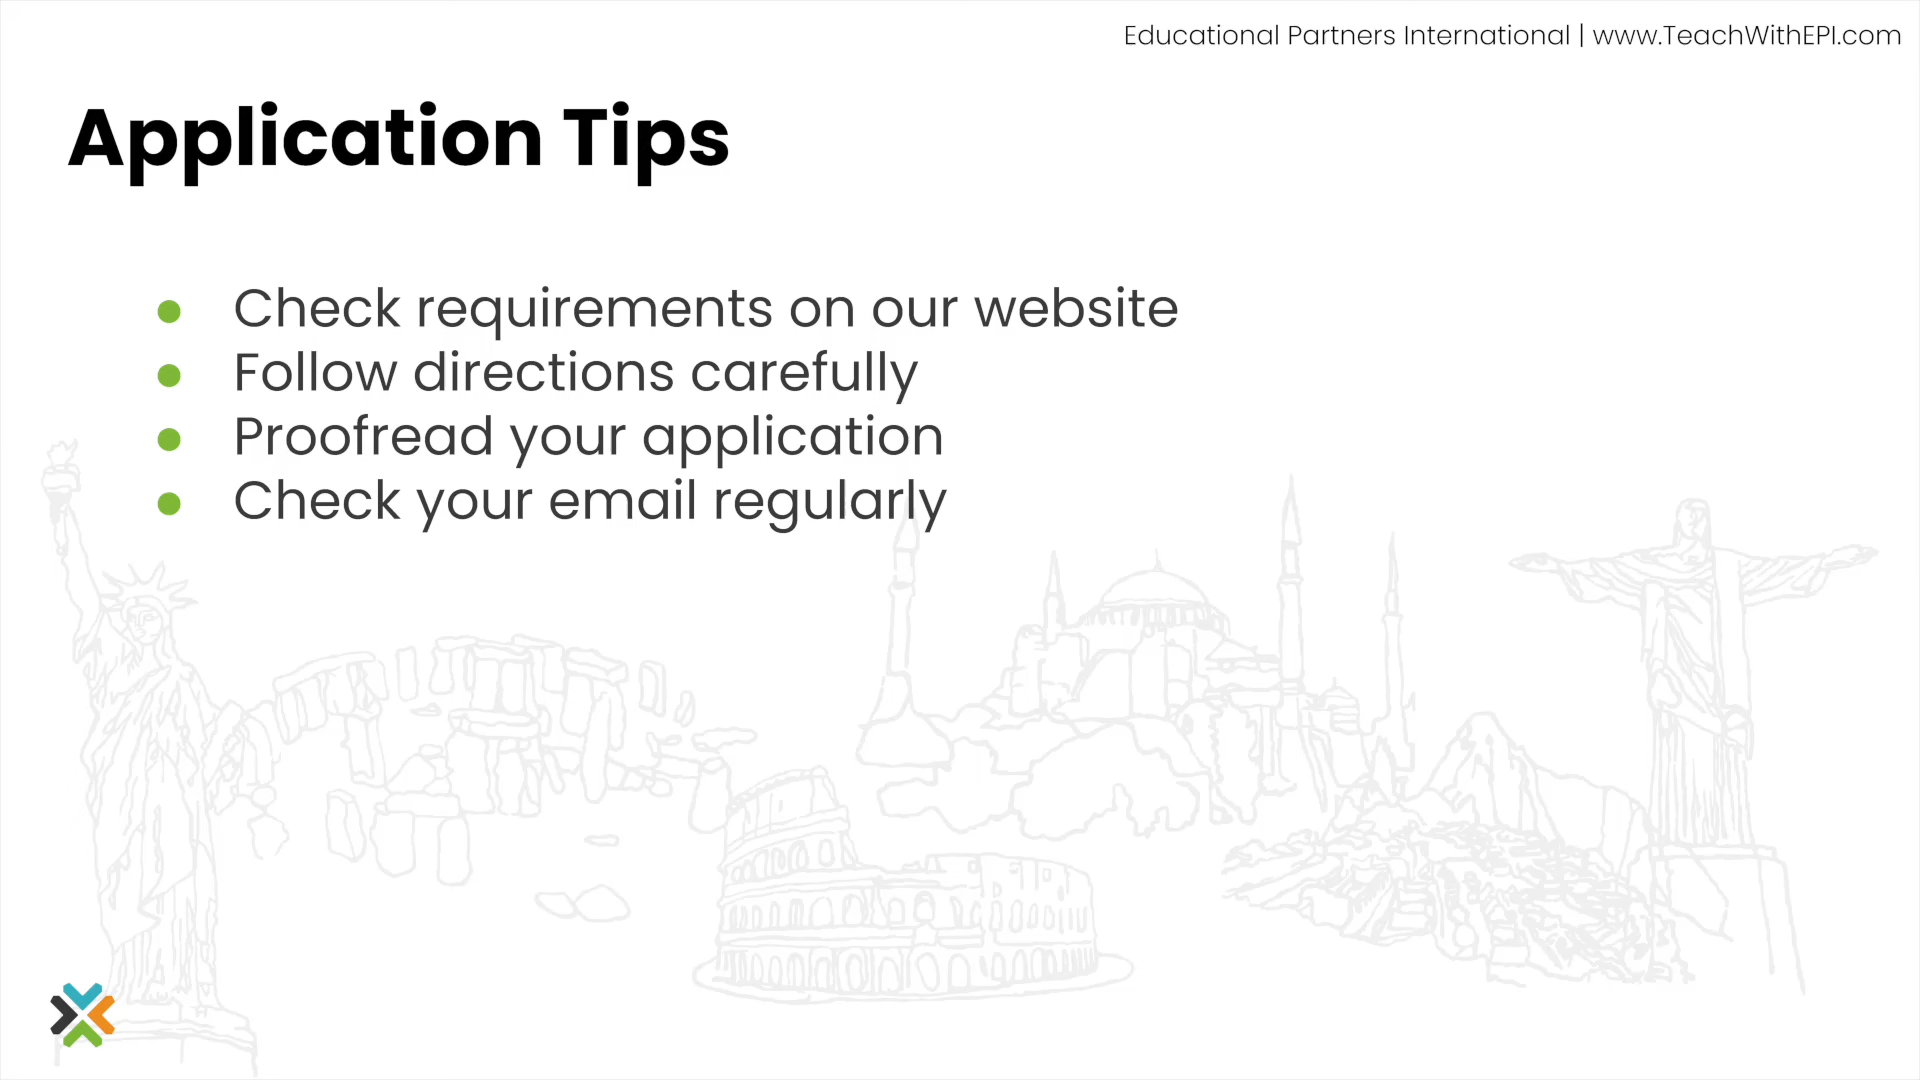 Educational Partners International | www.TeachWithEPI.com
Application Tips
● Check requirements on our website
● Follow directions carefully
● Proofread your application
● Check your email regularly